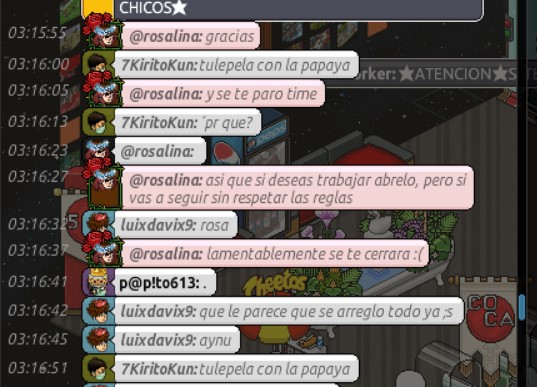 CHICOS★
03:15:55 @rosalina: gracias
03:16:00 7KiritoKun: tulepela con la papaya
rker:★ATENCION★S
03:16:05 @rosalina: y se te paro time
03:16:13 7KiritoKun: ´pr que?
03:16:23 @rosalina:
03:16:27 @rosalina: asi que si deseas trabajar abrelo, pero si
vas a seguir sin respetar las reglas
03:16:32 luixdavix9: rosa
03:16:37 @rosalina: lamentablemente se te cerrara :(
03:16:41 p@p!to613: .
Cheetos
03:16:42 luixdavix9: que le parece que se arreglo todo ya ;s
COCA
03:16:45 luixdavix9: aynu
03:16:51 7KiritoKun: tulepela con la papaya